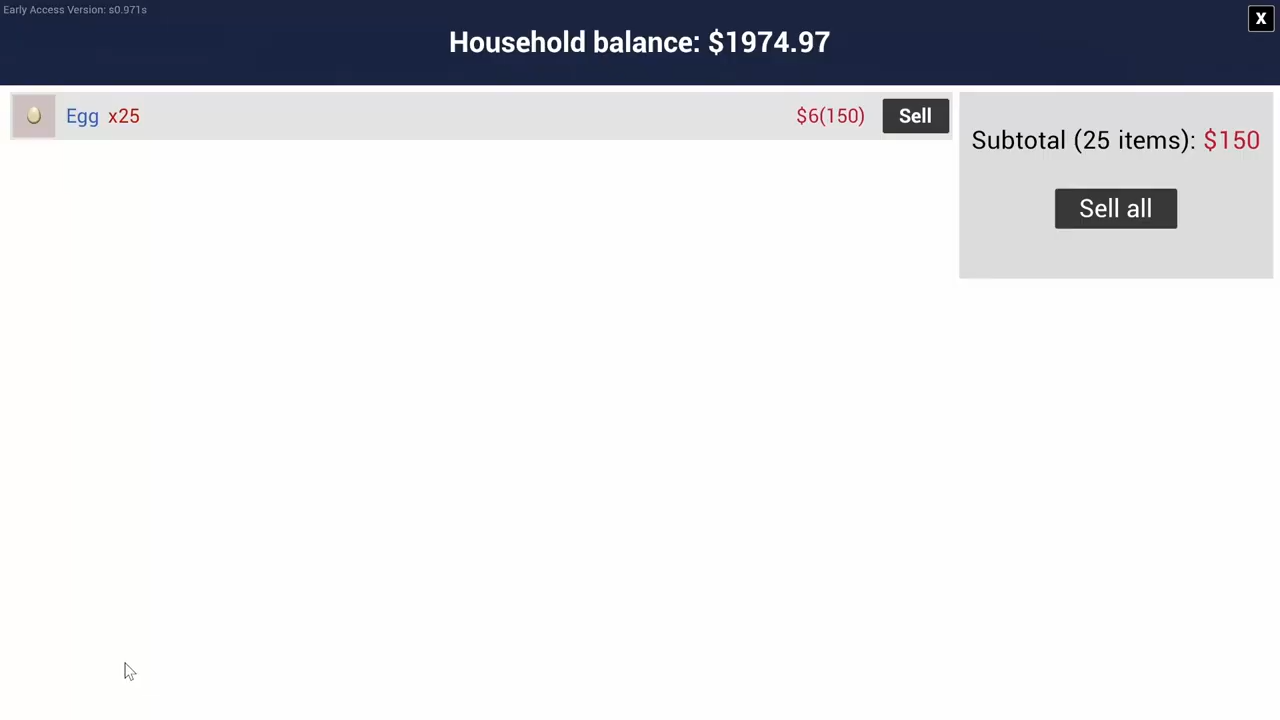 Early Access Version: s0.971s
X
Household balance: $1974.97
Egg x25 $6(150) Sell
Subtotal (25 items): $150
Sell all